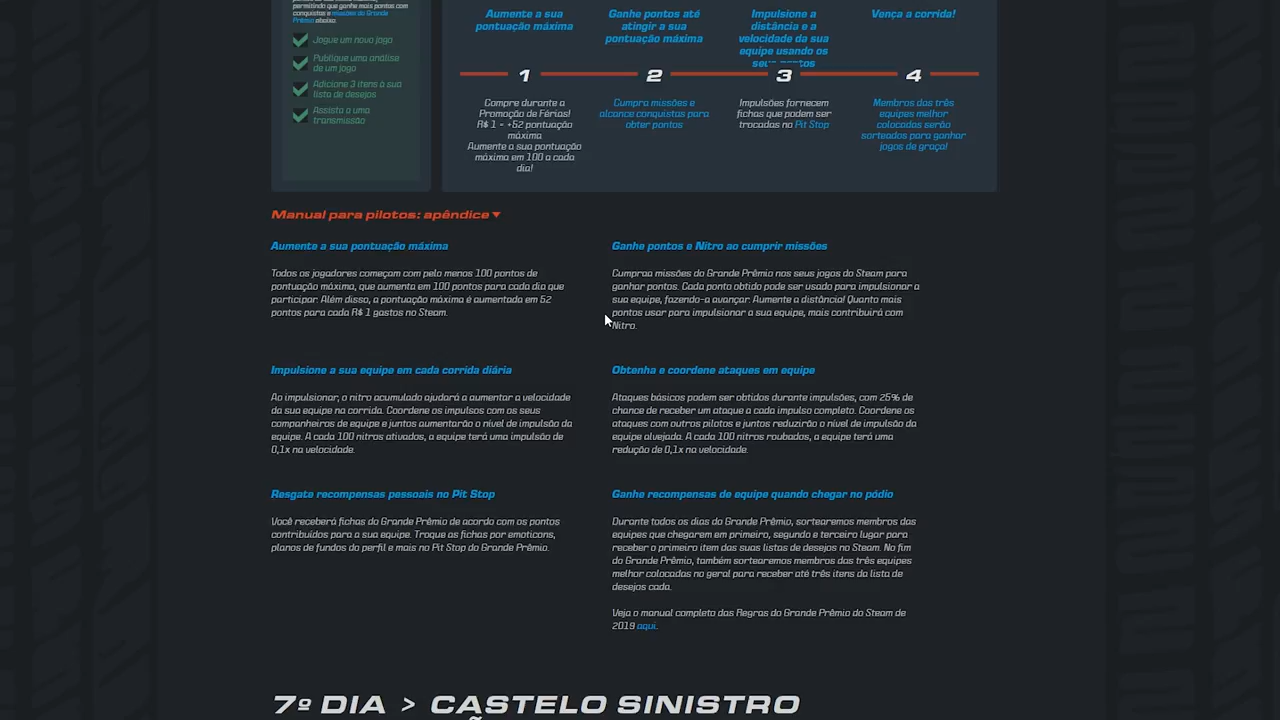 permitindo que ganhe mais pontos com
conquistas e missões do Grande
Prêmio abaixo.
Jogue um novo jogo
Publique uma análise
de um jogo
Adicione 3 itens à sua
lista de desejos
Assista a uma
transmissão
Aumente a sua
pontuação máxima
Ganhe pontos até
atingir a sua
pontuação máxima
Impulsione a
distância e a
velocidade da sua
equipe usando os
seus pontos
Vença a corrida!
1
2
3
4
Compre durante a
Promoção de Férias!
R$ 1 = +52 pontuação
máxima
Aumente a sua pontuação
máxima em 100 a cada
dia!
Cumpra missões e
alcance conquistas para
obter pontos
Impulsões fornecem
fichas que podem ser
trocadas no Pit Stop
Membros das três
equipes melhor
colocadas serão
sorteados para ganhar
jogos de graça!
Manual para pilotos: apêndice
Aumente a sua pontuação máxima
Todos os jogadores começam com pelo menos 100 pontos de
pontuação máxima, que aumenta em 100 pontos para cada dia que
participar. Além disso, a pontuação máxima é aumentada em 52
pontos para cada R$ 1 gastos no Steam.
Ganhe pontos e Nitro ao cumprir missões
Cumpraa missões do Grande Prêmio nos seus jogos do Steam para
ganhar pontos. Cada ponto obtido pode ser usado para impulsionar a
sua equipe, fazendo-a avançar. Aumente a distância! Quanto mais
pontos usar para impulsionar a sua equipe, mais contribuirá com
Nitro.
Impulsione a sua equipe em cada corrida diária
Ao impulsionar, o nitro acumulado ajudará a aumentar a velocidade
da sua equipe na corrida. Coordene os impulsos com os seus
companheiros de equipe e juntos aumentarão o nível de impulsão da
equipe. A cada 100 nitros ativados, a equipe terá uma impulsão de
0,1x na velocidade.
Obtenha e coordene ataques em equipe
Ataques básicos podem ser obtidos durante impulsões, com 25% de
chance de receber um ataque a cada impulso completo. Coordene os
ataques com outros pilotos e juntos reduzirão o nível de impulsão da
equipe alvejada. A cada 100 nitros roubados, a equipe terá uma
redução de 0,1x na velocidade.
Resgate recompensas pessoais no Pit Stop
Você receberá fichas do Grande Prêmio de acordo com os pontos
contribuídos para a sua equipe. Troque as fichas por emoticons,
planos de fundos do perfil e mais no Pit Stop do Grande Prêmio.
Ganhe recompensas de equipe quando chegar no pódio
Durante todos os dias do Grande Prêmio, sortearemos membros das
equipes que chegarem em primeiro, segundo e terceiro lugar para
receber o primeiro item das suas listas de desejos no Steam. No fim
do Grande Prêmio, também sortearemos membros das três equipes
melhor colocadas no geral para receber até três itens da lista de
desejos cada.
Veja o manual completo das Regras do Grande Prêmio do Steam de
2019 aqui.
7º DIA > CASTELO SINISTRO